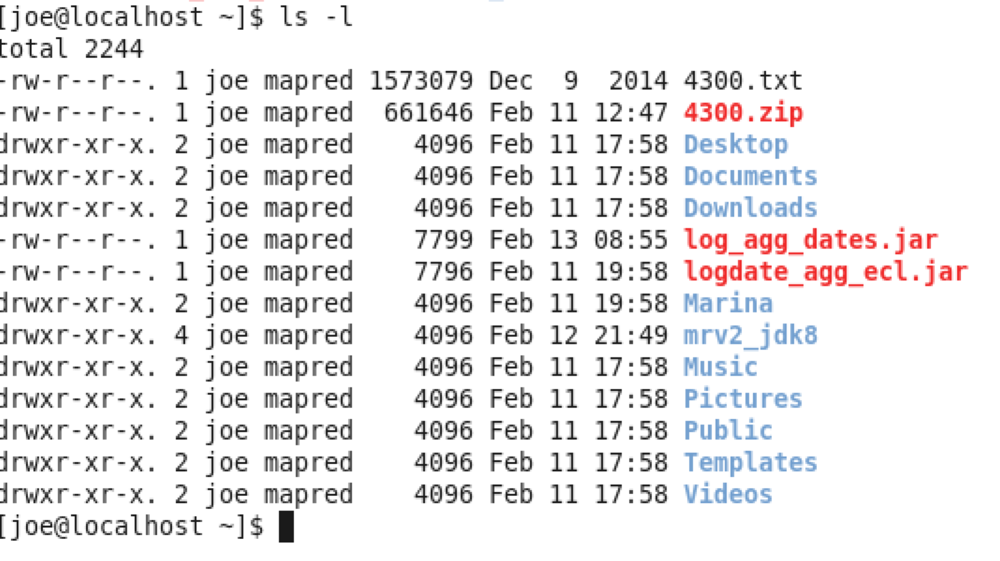 [joe@localhost ~]$ ls -l
total 2244
-rw-r--r--. 1 joe mapred 1573079 Dec  9  2014 4300.txt
-rw-r--r--. 1 joe mapred  661646 Feb 11 12:47 4300.zip
drwxr-xr-x. 2 joe mapred    4096 Feb 11 17:58 Desktop
drwxr-xr-x. 2 joe mapred    4096 Feb 11 17:58 Documents
drwxr-xr-x. 2 joe mapred    4096 Feb 11 17:58 Downloads
-rw-r--r--. 1 joe mapred    7799 Feb 13 08:55 log_agg_dates.jar
-rw-r--r--. 1 joe mapred    7796 Feb 11 19:58 logdate_agg_ecl.jar
drwxr-xr-x. 2 joe mapred    4096 Feb 11 19:58 Marina
drwxr-xr-x. 4 joe mapred    4096 Feb 12 21:49 mrv2_jdk8
drwxr-xr-x. 2 joe mapred    4096 Feb 11 17:58 Music
drwxr-xr-x. 2 joe mapred    4096 Feb 11 17:58 Pictures
drwxr-xr-x. 2 joe mapred    4096 Feb 11 17:58 Public
drwxr-xr-x. 2 joe mapred    4096 Feb 11 17:58 Templates
drwxr-xr-x. 2 joe mapred    4096 Feb 11 17:58 Videos
[joe@localhost ~]$